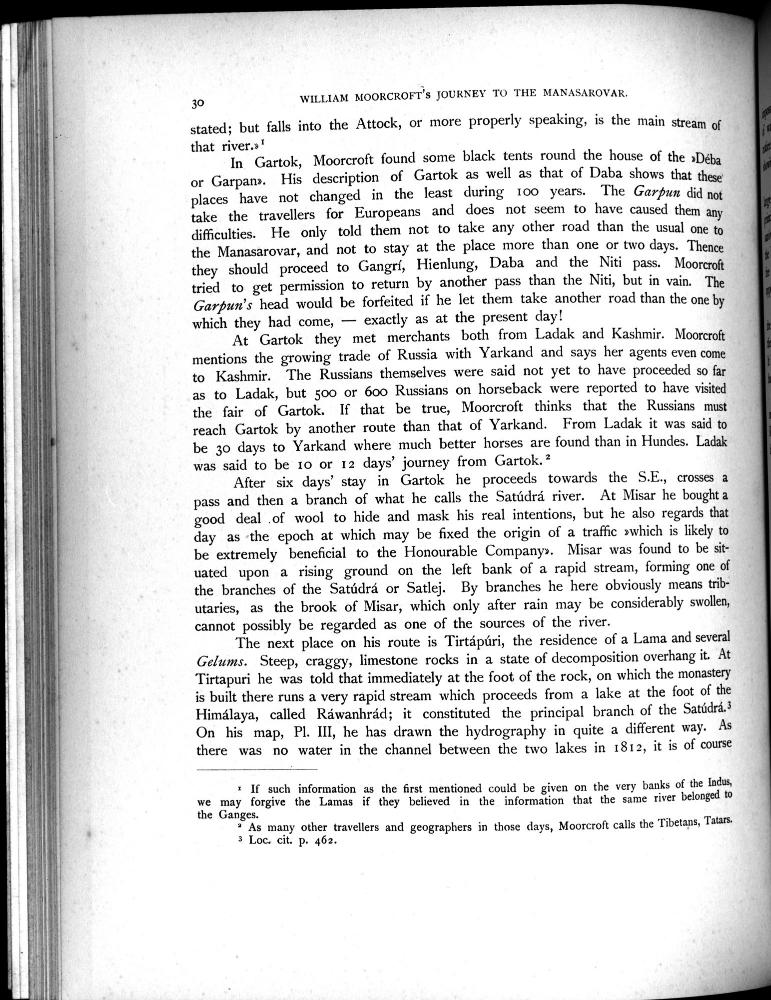 30
WILLIAM MOORCROFT's JOURNEY TO THE MANASAROVAR.
stated; but falls into the Attock, or more properly speaking, is the main stream of
that river.» ¹
In Gartok, Moorcroft found some black tents round the house of the »Déba
or Garpan». His description of Gartok as well as that of Daba shows that these
places have not changed in the least during 100 years. The Garpun did not
take the travellers for Europeans and does not seem to have caused them any
difficulties. He only told them not to take any other road than the usual one to
the Manasarovar, and not to stay at the place more than one or two days. Thence
they should proceed to Gangrí, Hienlung, Daba and the Niti pass. Moorcroft
tried to get permission to return by another pass than the Niti, but in vain. The
Garpun's head would be forfeited if he let them take another road than the one by
which they had come, — exactly as at the present day!
At Gartok they met merchants both from Ladak and Kashmir. Moorcroft
mentions the growing trade of Russia with Yarkand and says her agents even come
to Kashmir. The Russians themselves were said not yet to have proceeded so far
as to Ladak, but 500 or 600 Russians on horseback were reported to have visited
the fair of Gartok. If that be true, Moorcroft thinks that the Russians must
reach Gartok by another route than that of Yarkand. From Ladak it was said to
be 30 days to Yarkand where much better horses are found than in Hundes. Ladak
was said to be 10 or 12 days' journey from Gartok. ²
After six days' stay in Gartok he proceeds towards the S.E., crosses a
pass and then a branch of what he calls the Satúdrá river. At Misar he bought a
good deal of wool to hide and mask his real intentions, but he also regards that
day as the epoch at which may be fixed the origin of a traffic »which is likely to
be extremely beneficial to the Honourable Company». Misar was found to be sit-
uated upon a rising ground on the left bank of a rapid stream, forming one of
the branches of the Satúdrá or Satlej. By branches he here obviously means trib-
utaries, as the brook of Misar, which only after rain may be considerably swollen,
cannot possibly be regarded as one of the sources of the river.
The next place on his route is Tirtápúri, the residence of a Lama and several
Gelums. Steep, craggy, limestone rocks in a state of decomposition overhang it. At
Tirtapuri he was told that immediately at the foot of the rock, on which the monastery
is built there runs a very rapid stream which proceeds from a lake at the foot of the
Himálaya, called Ráwanhrád; it constituted the principal branch of the Satúdrá.³
On his map, Pl. III, he has drawn the hydrography in quite a different way. As
there was no water in the channel between the two lakes in 1812, it is of course
¹ If such information as the first mentioned could be given on the very banks of the Indus,
we may forgive the Lamas if they believed in the information that the same river belonged to
the Ganges.
² As many other travellers and geographers in those days, Moorcroft calls the Tibetans, Tatars.
³ Loc. cit. p. 462.